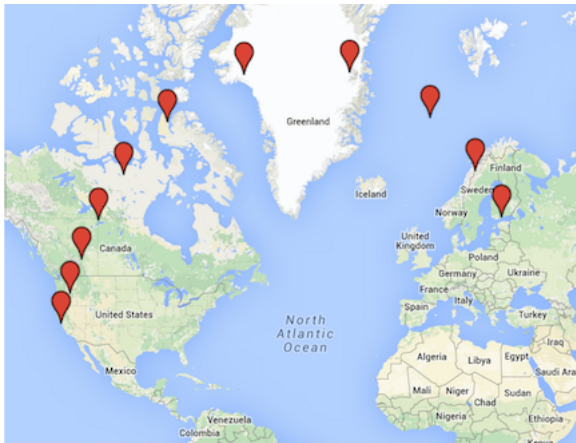 Greenland
Finland
Iceland
Sweden
Norway
Canada
United
Kingdom
Poland
Germany
Ukraine
France
Italy
Spain
Turkey
United States
North
Atlantic
Ocean
Iraq
Algeria
Libya
Egypt
Saudi Ara
Mexico
Mali
Niger
Sudan
Chad
Nigeria
Ethiopia
Venezuela
Colombia